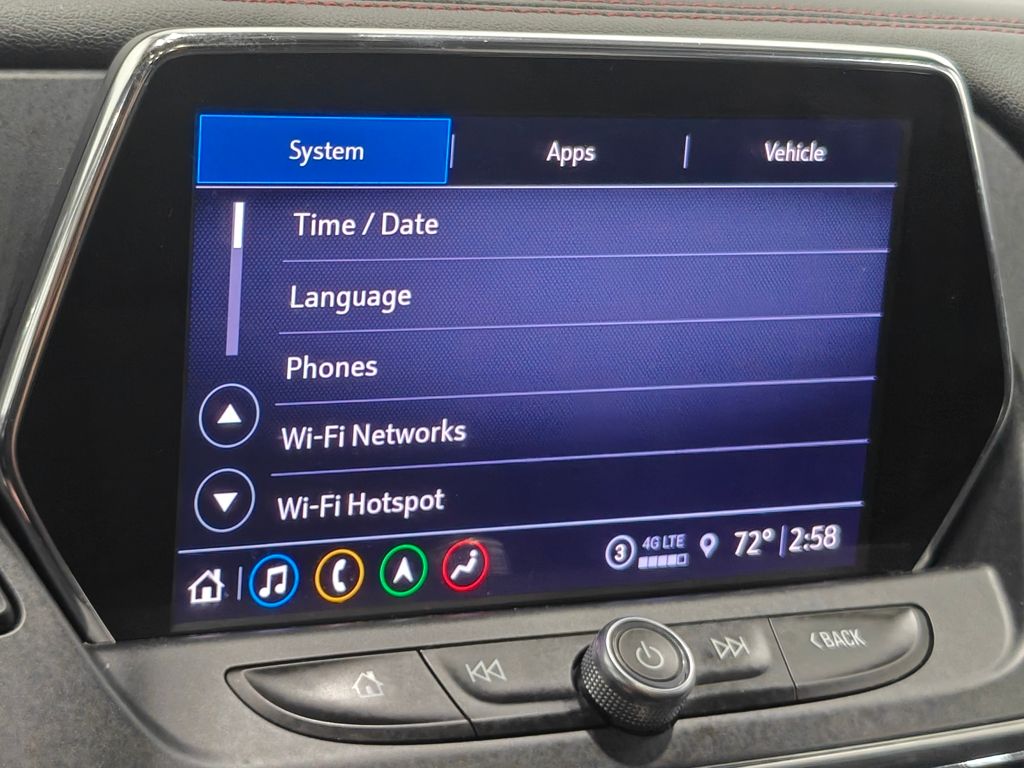 System Apps Vehicle
Time / Date
Language
Phones
Wi-Fi Networks
Wi-Fi Hotspot
3 4G LTE 72° 2:58
BACK